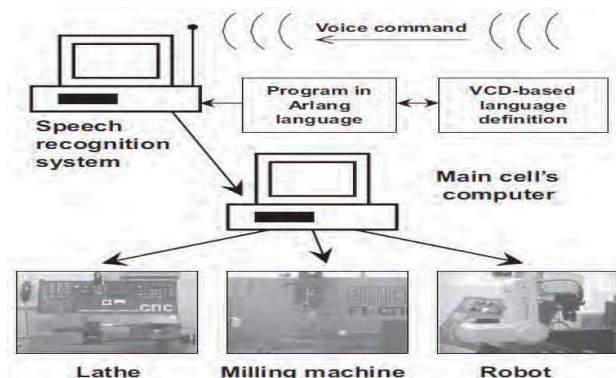 Voice command
Program in
Arlang
language
VCD-based
language
definition
Speech
recognition
system
Main cell's
computer
cnc
Lathe
Milling machine
Robot